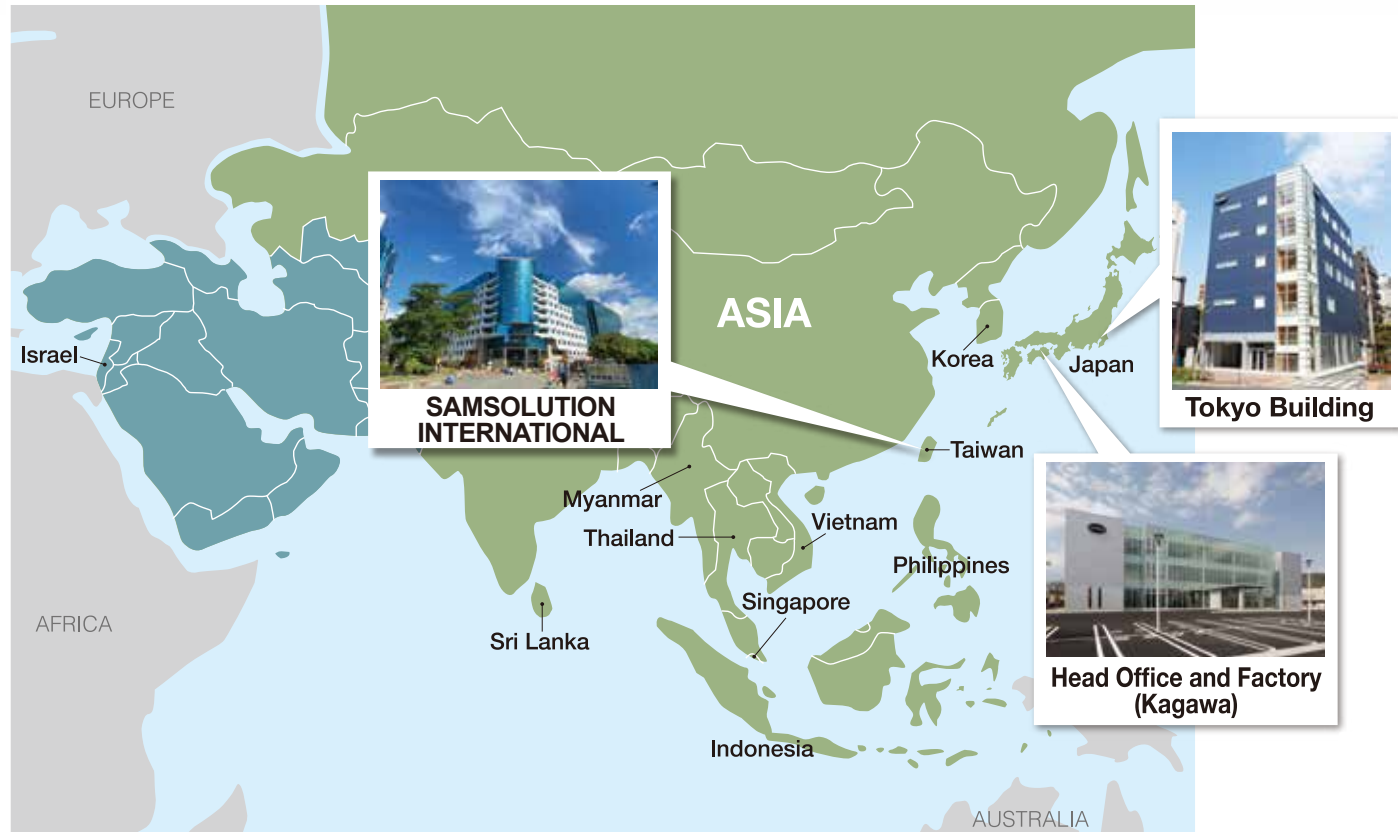 EUROPE
ASIA
Israel
Korea
Japan
Tokyo Building
SAMSOLUTION
INTERNATIONAL
Taiwan
Myanmar
Vietnam
Thailand
Philippines
Singapore
AFRICA
Sri Lanka
Head Office and Factory
(Kagawa)
Indonesia
AUSTRALIA